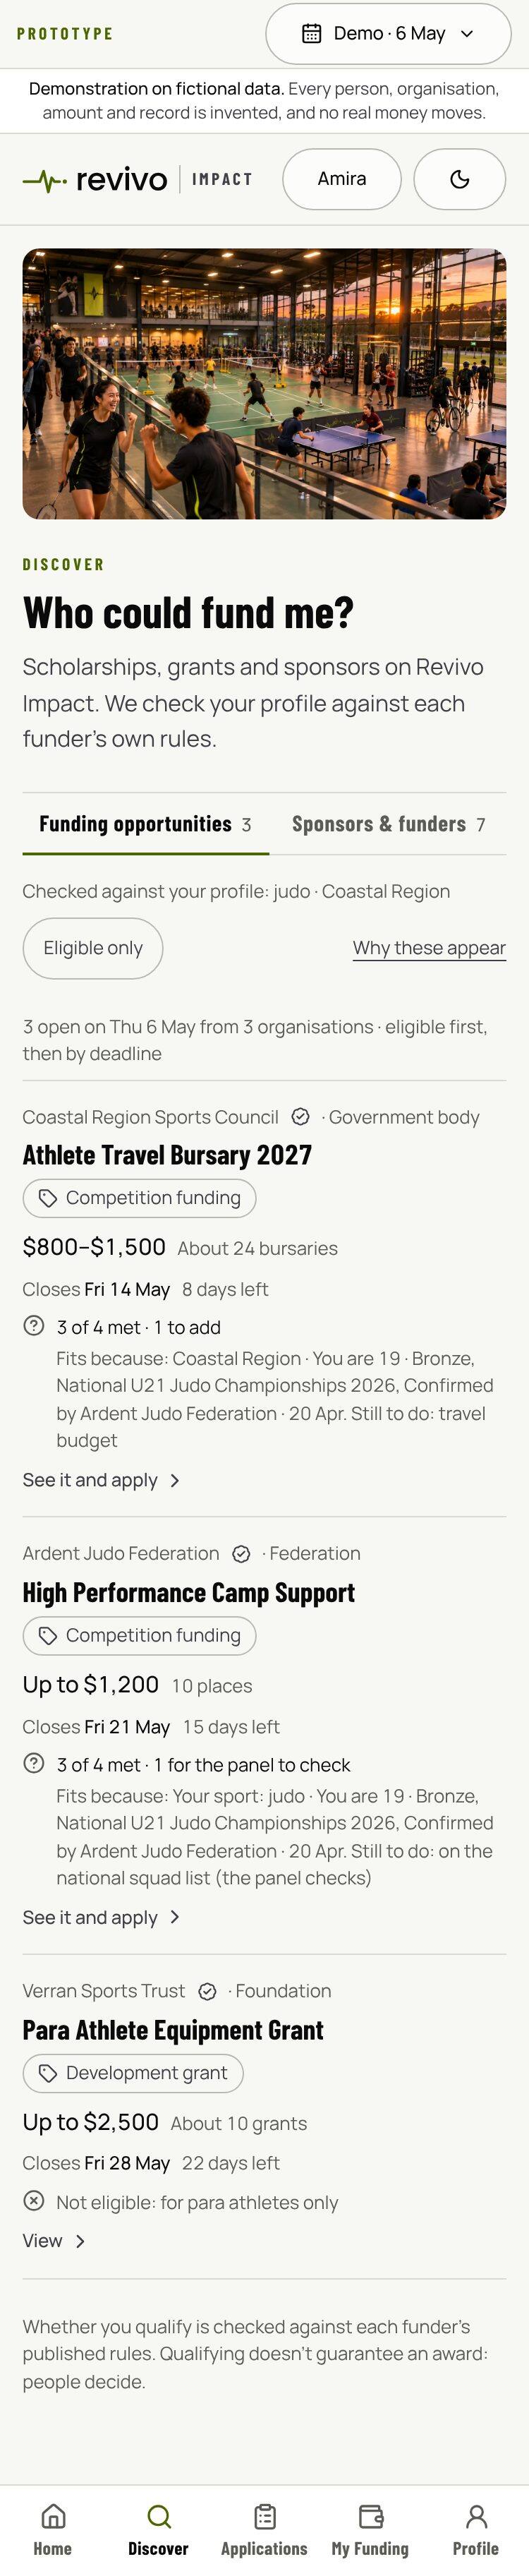 PROTOTYPE
Demo · 6 May
Demonstration on fictional data. Every person, organisation,
amount and record is invented, and no real money moves.
revivo
IMPACT
Amira
DISCOVER
Who could fund me?
Scholarships, grants and sponsors on Revivo
Impact. We check your profile against each
funder's own rules.
Funding opportunities 3
Sponsors & funders 7
Checked against your profile: judo · Coastal Region
Eligible only
Why these appear
3 open on Thu 6 May from 3 organisations · eligible first,
then by deadline
Coastal Region Sports Council · Government body
Athlete Travel Bursary 2027
Competition funding
$800–$1,500 About 24 bursaries
Closes Fri 14 May 8 days left
3 of 4 met · 1 to add
Fits because: Coastal Region · You are 19 · Bronze,
National U21 Judo Championships 2026, Confirmed
by Ardent Judo Federation · 20 Apr. Still to do: travel
budget
See it and apply
Ardent Judo Federation · Federation
High Performance Camp Support
Competition funding
Up to $1,200 10 places
Closes Fri 21 May 15 days left
3 of 4 met · 1 for the panel to check
Fits because: Your sport: judo · You are 19 · Bronze,
National U21 Judo Championships 2026, Confirmed
by Ardent Judo Federation · 20 Apr. Still to do: on the
national squad list (the panel checks)
See it and apply
Verran Sports Trust · Foundation
Para Athlete Equipment Grant
Development grant
Up to $2,500 About 10 grants
Closes Fri 28 May 22 days left
Not eligible: for para athletes only
View
Whether you qualify is checked against each funder's
published rules. Qualifying doesn't guarantee an award:
people decide.
Home
Discover
Applications
My Funding
Profile